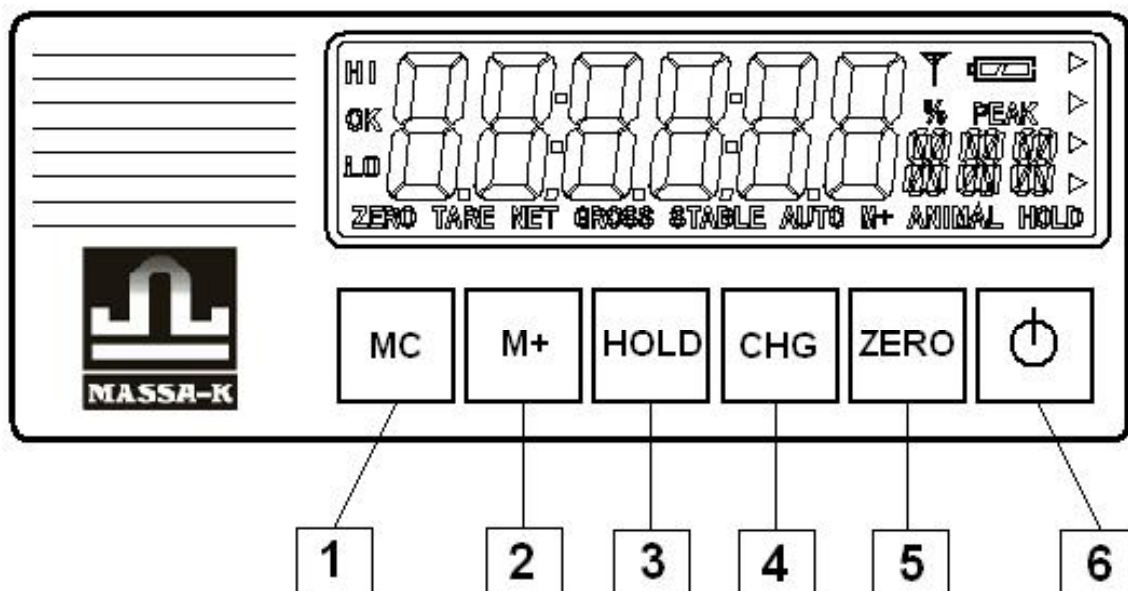 HI
OK
LO
% PEAK
ZERO TARE NET GROSS STABLE AUTO M+ ANIMAL HOLD
MASSA-K
MC M+ HOLD CHG ZERO
1 2 3 4 5 6